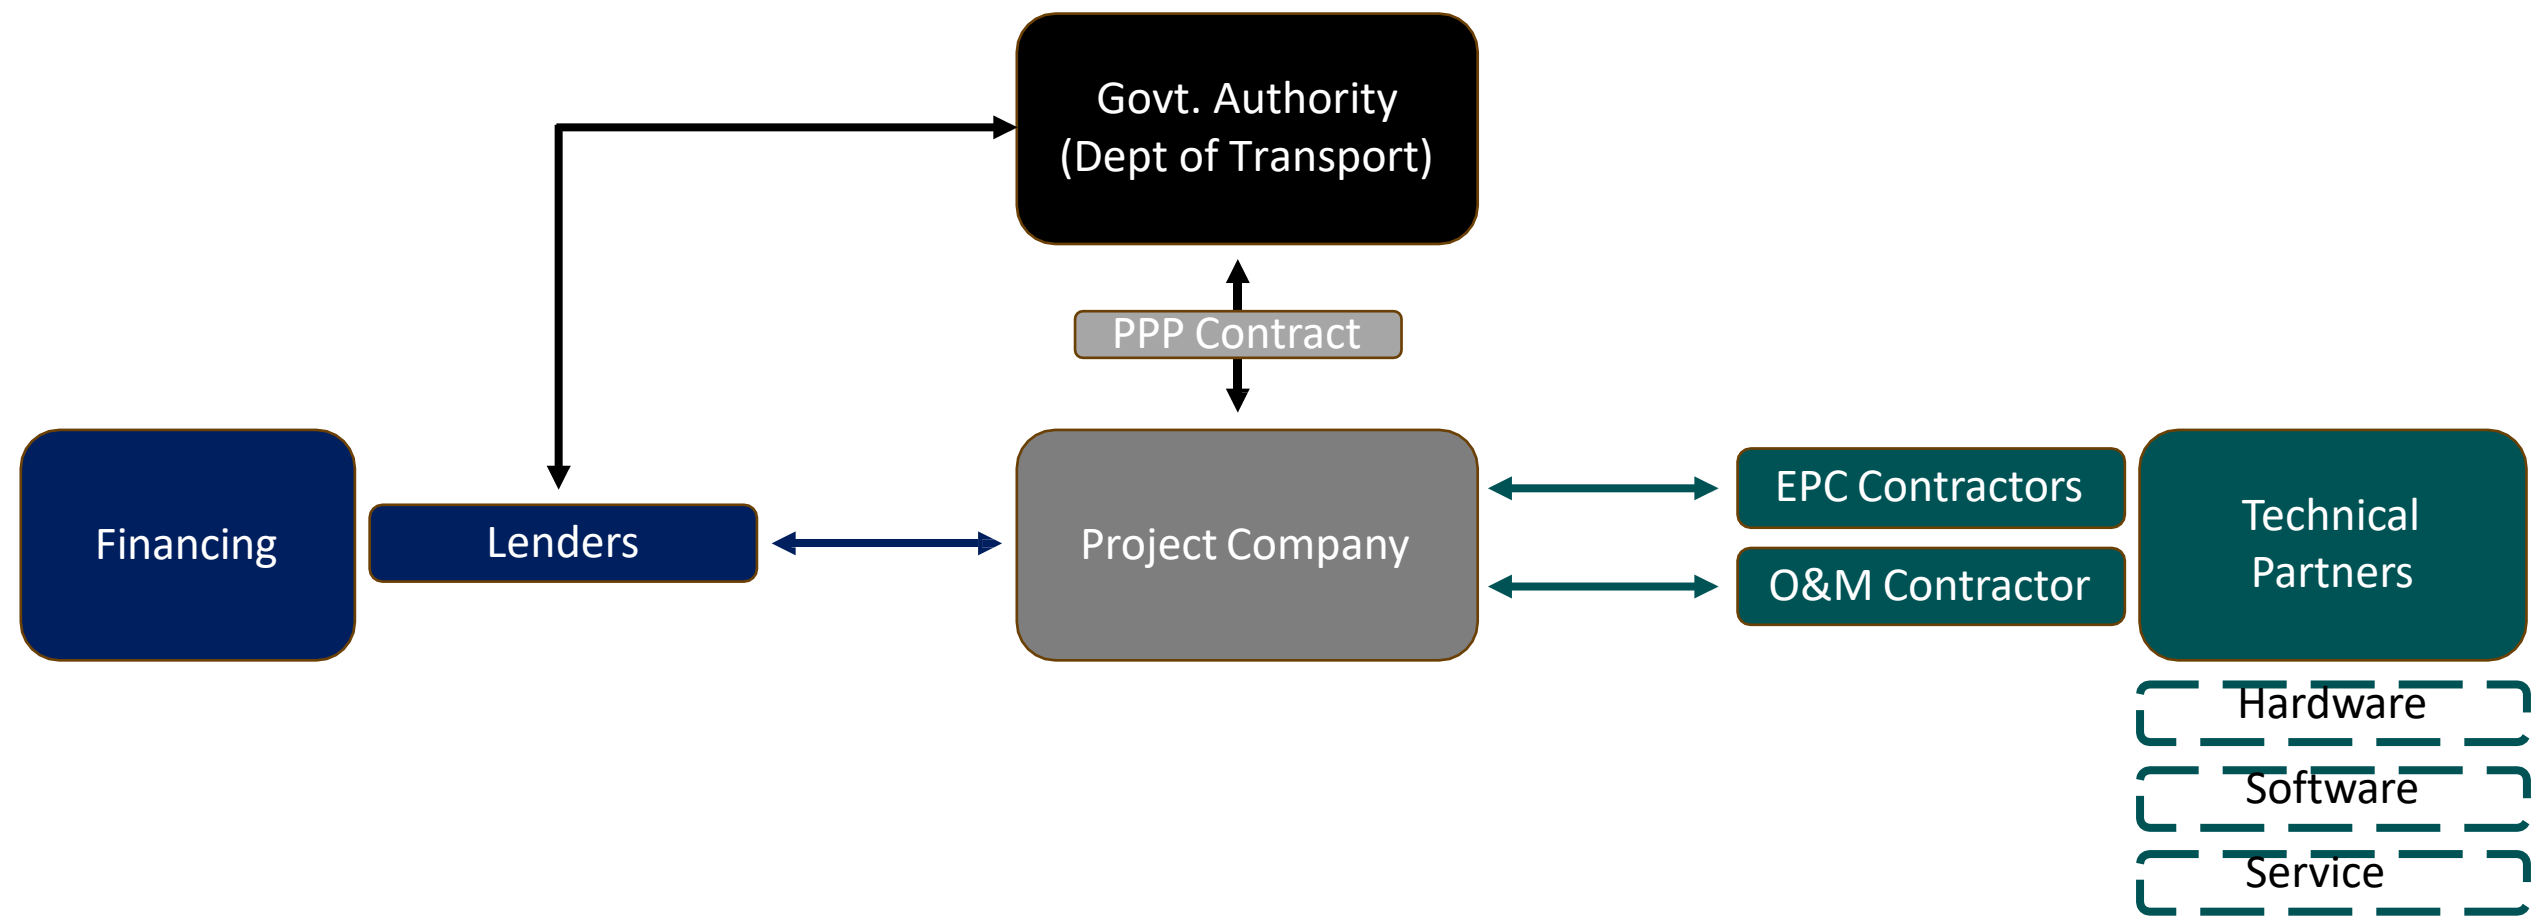 Govt. Authority
(Dept of Transport)
PPP Contract
Financing
Lenders
Project Company
EPC Contractors
O&M Contractor
Technical
Partners
Hardware
Software
Service